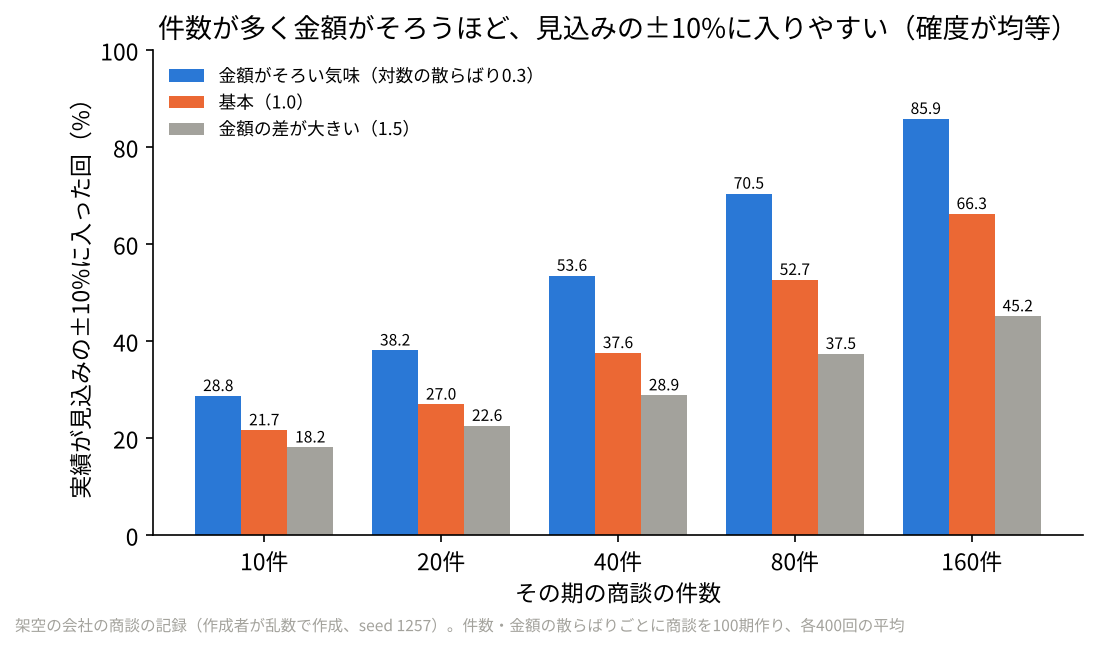 件数が多く金額がそろうほど、見込みの±10%に入りやすい（確度が均等）
実績が見込みの±10%に入った回（%）
100
80
60
40
20
0
金額がそろい気味（対数の散らばり0.3）
基本（1.0）
金額の差が大きい（1.5）
28.8
21.7
18.2
38.2
27.0
22.6
53.6
37.6
28.9
70.5
52.7
37.5
85.9
66.3
45.2
10件
20件
40件
80件
160件
その期の商談の件数
架空の会社の商談の記録（作成者が乱数で作成、seed 1257）。件数・金額の散らばりごとに商談を100期作り、各400回の平均